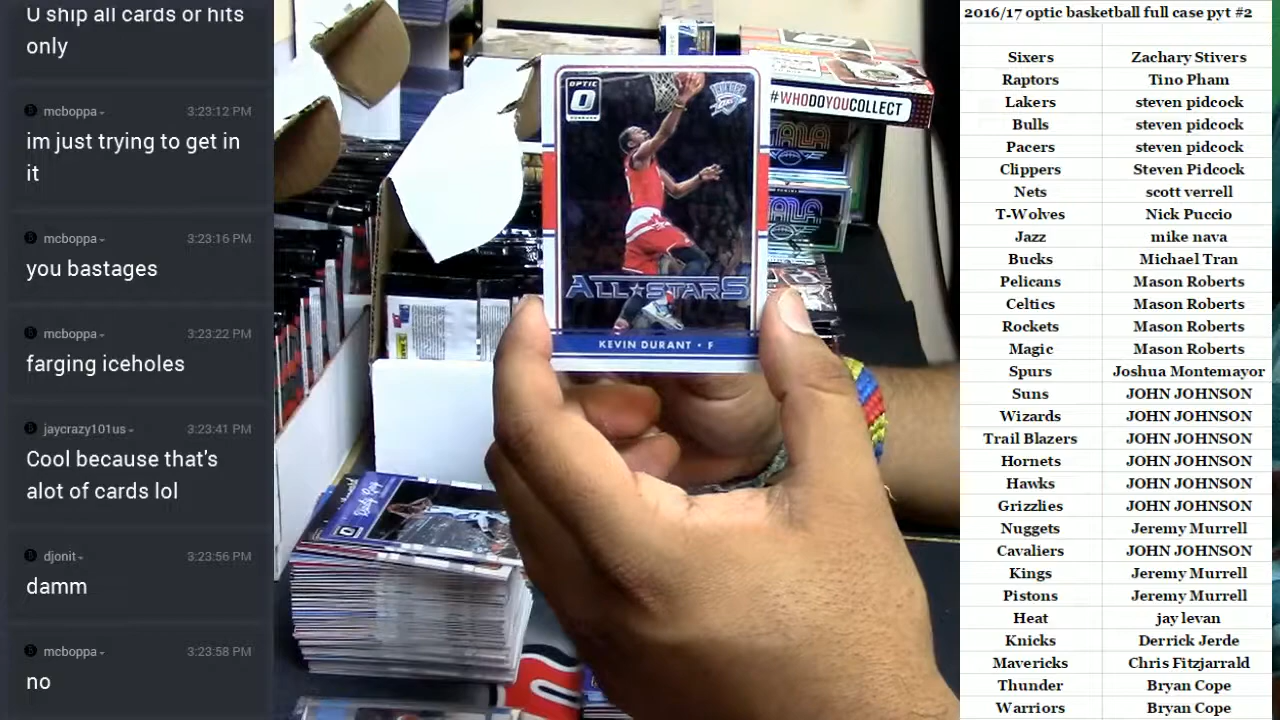 U ship all cards or hits
only
mcboppa
3:23:12 PM
im just trying to get in
it
mcboppa
3:23:16 PM
you bastages
mcboppa
3:23:22 PM
farging iceholes
jaycrazy101us
3:23:41 PM
Cool because that's
alot of cards lol
djonit
3:23:56 PM
damm
mcboppa
3:23:58 PM
no
OPTIC
#WHODOYOUCOLLECT
ALL★STARS
KEVIN DURANT • F
2016/17 optic basketball full case pyt #2
Sixers Zachary Stivers
Raptors Tino Pham
Lakers steven pidcock
Bulls steven pidcock
Pacers steven pidcock
Clippers Steven Pidcock
Nets scott verrell
T-Wolves Nick Puccio
Jazz mike nava
Bucks Michael Tran
Pelicans Mason Roberts
Celtics Mason Roberts
Rockets Mason Roberts
Magic Mason Roberts
Spurs Joshua Montemayor
Suns JOHN JOHNSON
Wizards JOHN JOHNSON
Trail Blazers JOHN JOHNSON
Hornets JOHN JOHNSON
Hawks JOHN JOHNSON
Grizzlies JOHN JOHNSON
Nuggets Jeremy Murrell
Cavaliers JOHN JOHNSON
Kings Jeremy Murrell
Pistons Jeremy Murrell
Heat jay levan
Knicks Derrick Jerde
Mavericks Chris Fitzjarrald
Thunder Bryan Cope
Warriors Bryan Cope